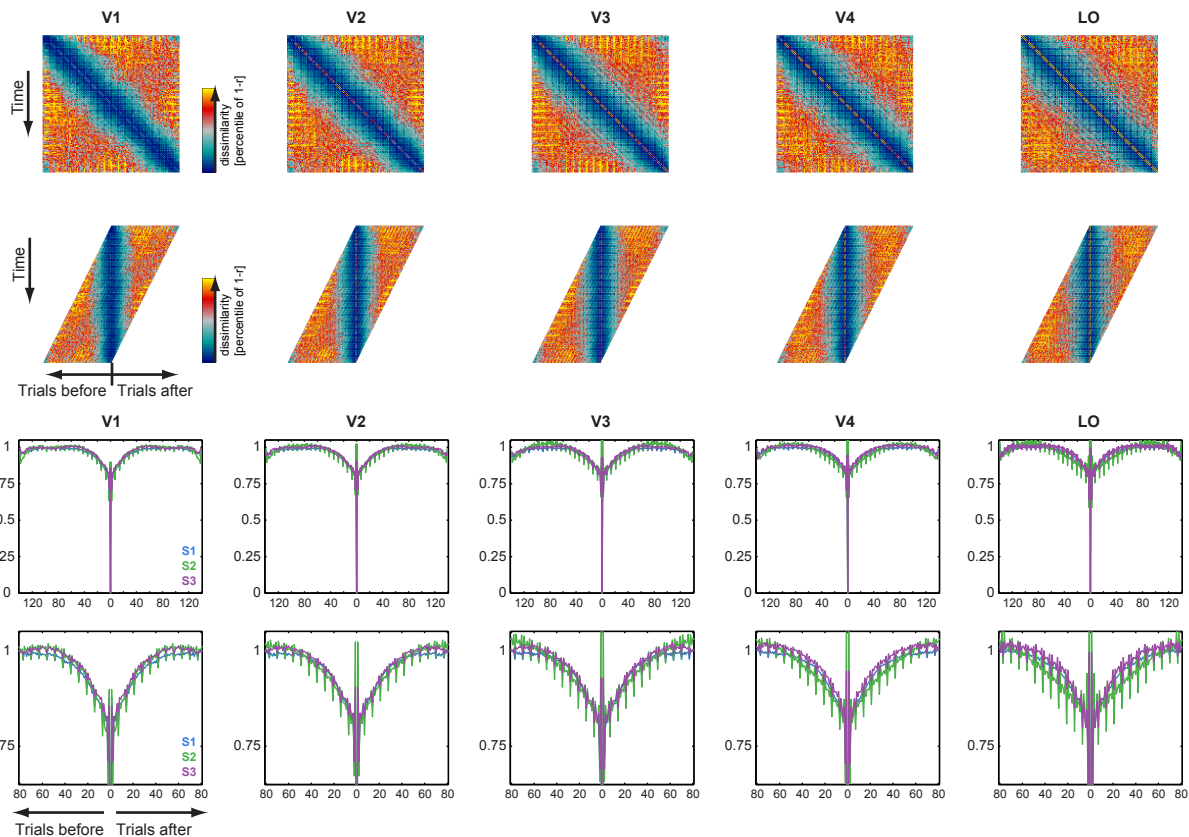 V1 V2 V3 V4 LO
Time
dissimilarity
[percentile of 1-r]
Time
dissimilarity
[percentile of 1-r]
Trials before Trials after
V1 V2 V3 V4 LO
1 1 1 1 1
0.75 0.75 0.75 0.75 0.75
0.5 0.5 0.5 0.5 0.5
0.25 0.25 0.25 0.25 0.25
S1
S2
S3
0 0 0 0 0
120 80 40 0 40 80 120 120 80 40 0 40 80 120 120 80 40 0 40 80 120 120 80 40 0 40 80 120 120 80 40 0 40 80 120
1 1 1 1 1
0.75 0.75 0.75 0.75 0.75
S1
S2
S3
80 60 40 20 0 20 40 60 80 80 60 40 20 0 20 40 60 80 80 60 40 20 0 20 40 60 80 80 60 40 20 0 20 40 60 80 80 60 40 20 0 20 40 60 80
Trials before Trials after